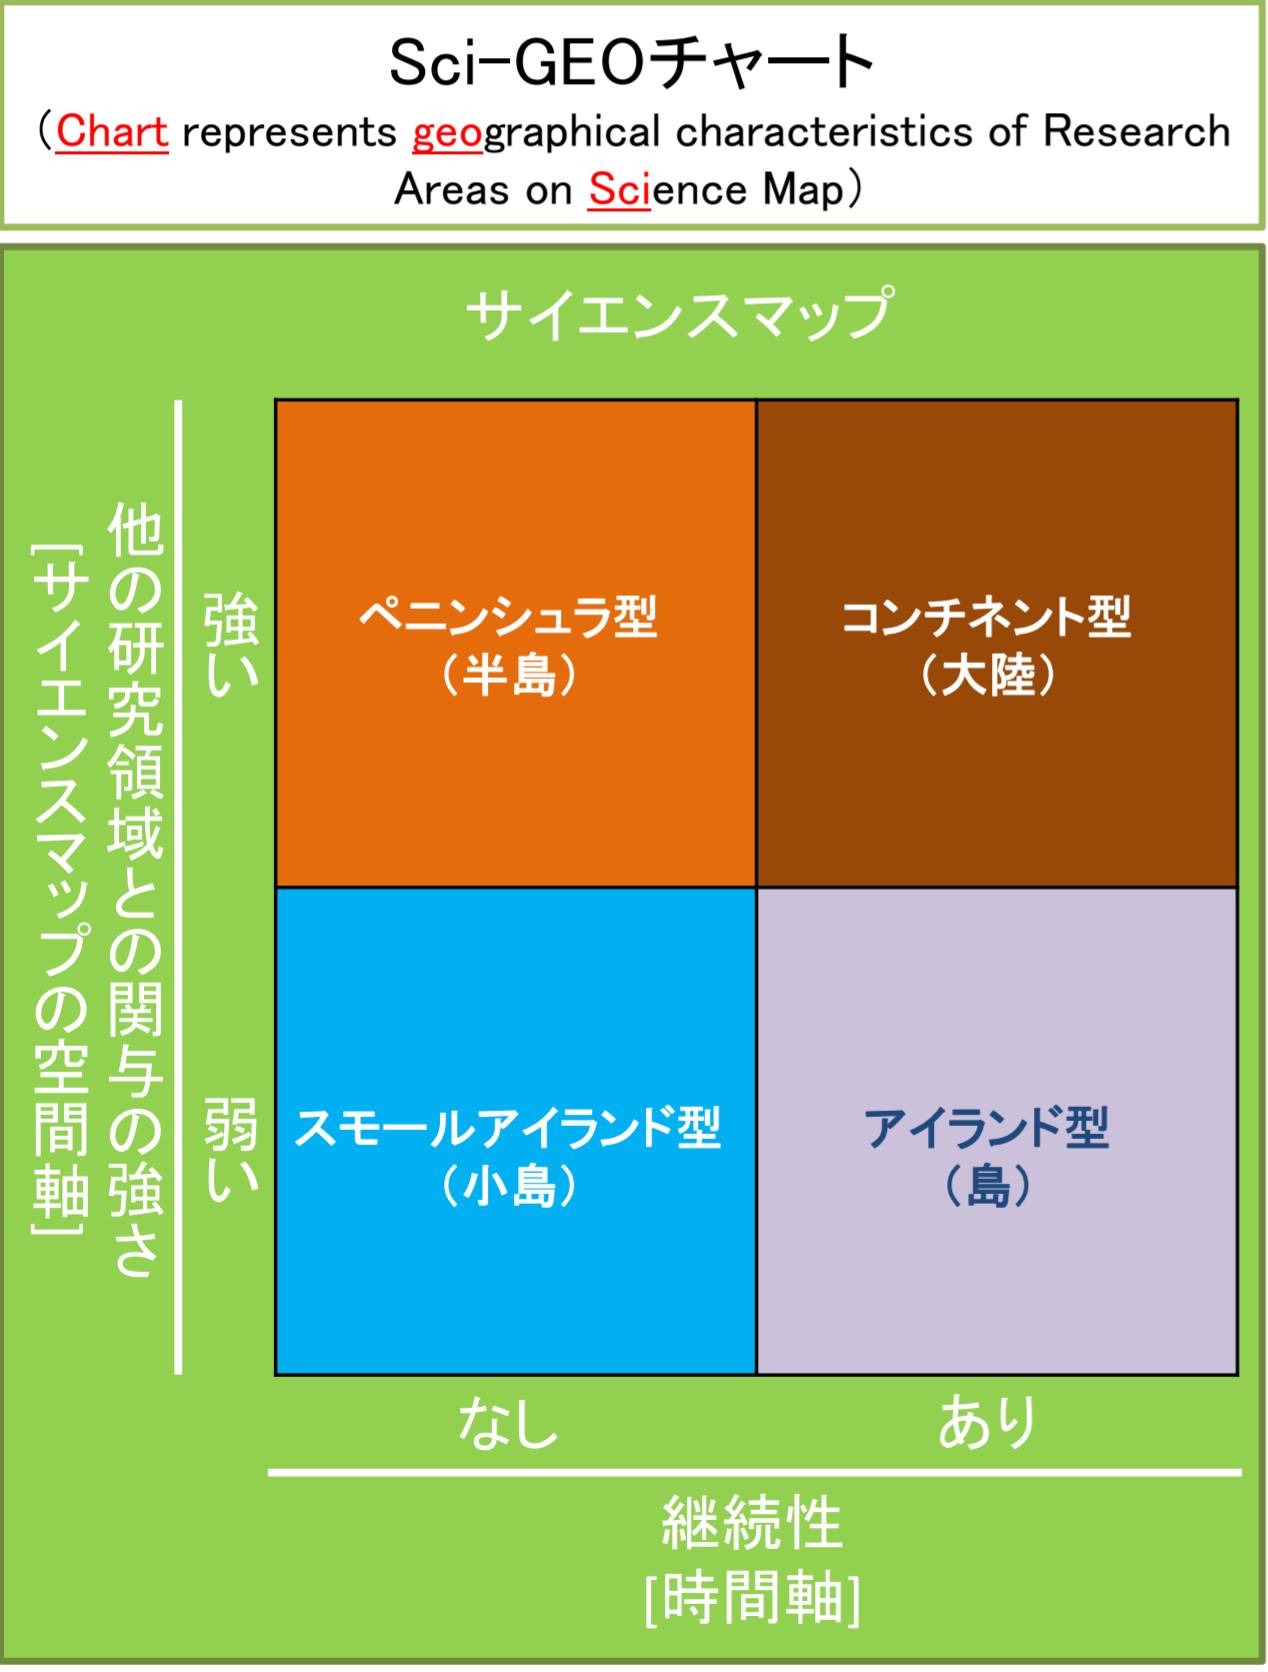 Sci-GEOチャート
（Chart represents geographical characteristics of Research
Areas on Science Map）
サイエンスマップ
他の研究領域との関与の強さ
[サイエンスマップの空間軸]
強い
ペニンシュラ型
（半島）
コンチネント型
（大陸）
弱い
スモールアイランド型
（小島）
アイランド型
（島）
なし
あり
継続性
[時間軸]